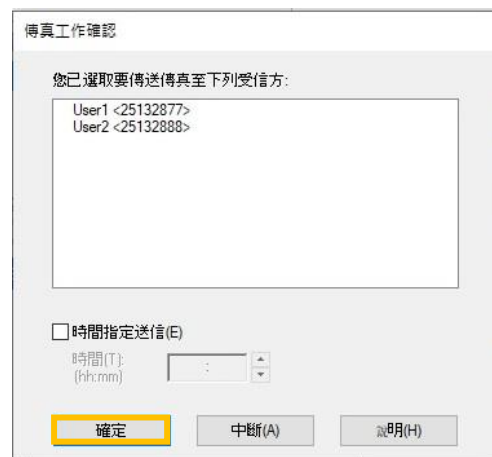 傳真工作確認
您已選取要傳送傳真至下列受信方:
User1 <25132877>
User2 <25132888>
時間指定送信(E)
時間(T):
(hh:mm)
:
確定
中斷(A)
說明(H)